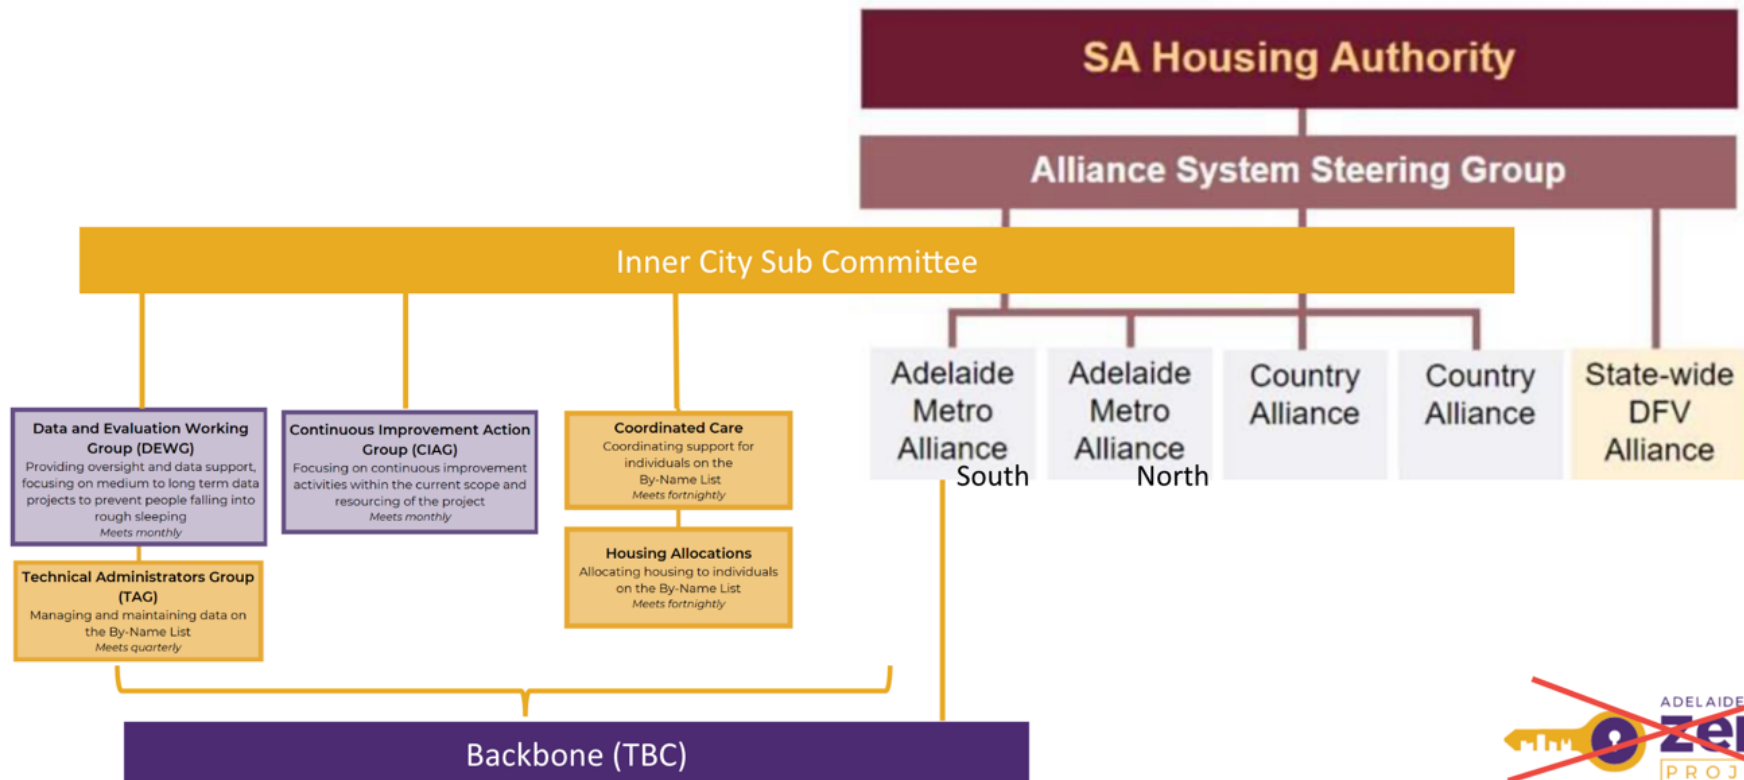 SA Housing Authority
Alliance System Steering Group
Inner City Sub Committee
Adelaide
Metro
Alliance
South
Adelaide
Metro
Alliance
North
Country
Alliance
Country
Alliance
State-wide
DFV
Alliance
Data and Evaluation Working
Group (DEWG)
Providing oversight and data support,
focusing on medium to long term data
projects to prevent people falling into
rough sleeping
Meets monthly
Technical Administrators Group
(TAG)
Managing and maintaining data on
the By-Name List
Meets quarterly
Continuous Improvement Action
Group (CIAG)
Focusing on continuous improvement
activities within the current scope and
resourcing of the project
Meets monthly
Coordinated Care
Coordinating support for
individuals on the
By-Name List
Meets fortnightly
Housing Allocations
Allocating housing to individuals
on the By-Name List
Meets fortnightly
Backbone (TBC)
ADELAIDE